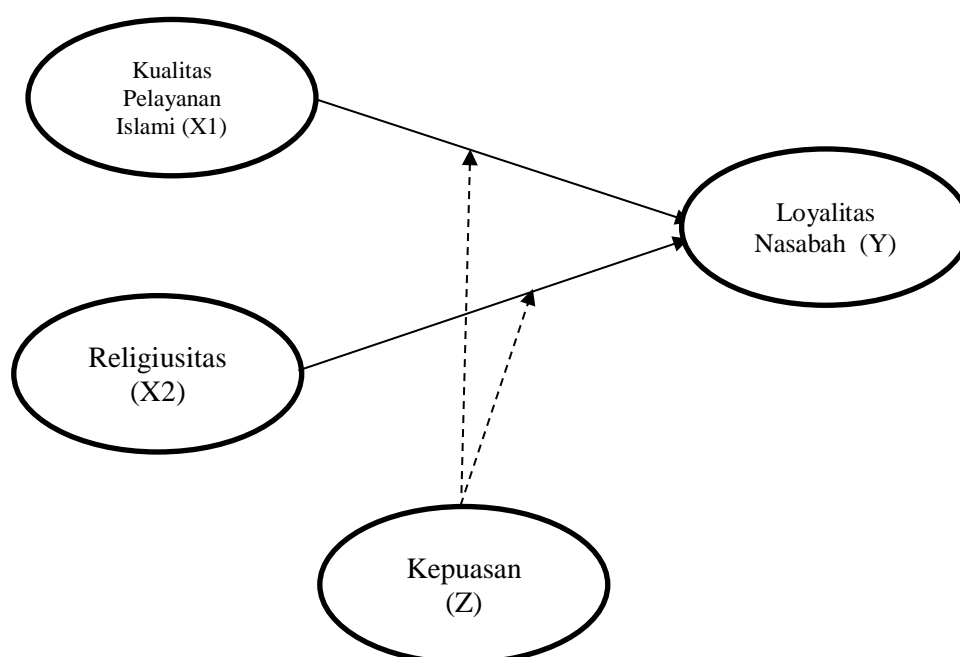 Kualitas
Pelayanan
Islami (X1)
Loyalitas
Nasabah (Y)
Religiusitas
(X2)
Kepuasan
(Z)